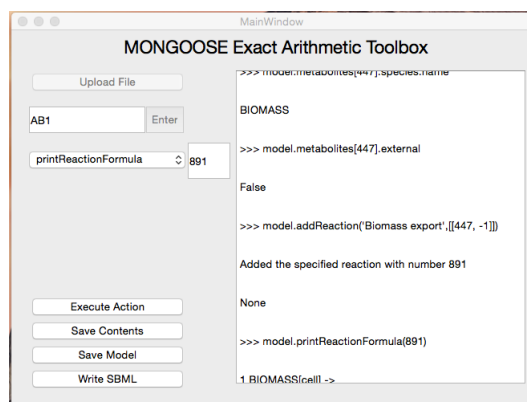 MainWindow
MONGOOSE Exact Arithmetic Toolbox
Upload File
AB1
Enter
printReactionFormula
891
Execute Action
Save Contents
Save Model
Write SBML
>>> model.metabolites[447].species.name
BIOMASS
>>> model.metabolites[447].external
False
>>> model.addReaction('Biomass export',[[447, -1]])
Added the specified reaction with number 891
None
>>> model.printReactionFormula(891)
1 BIOMASS[cell] ->